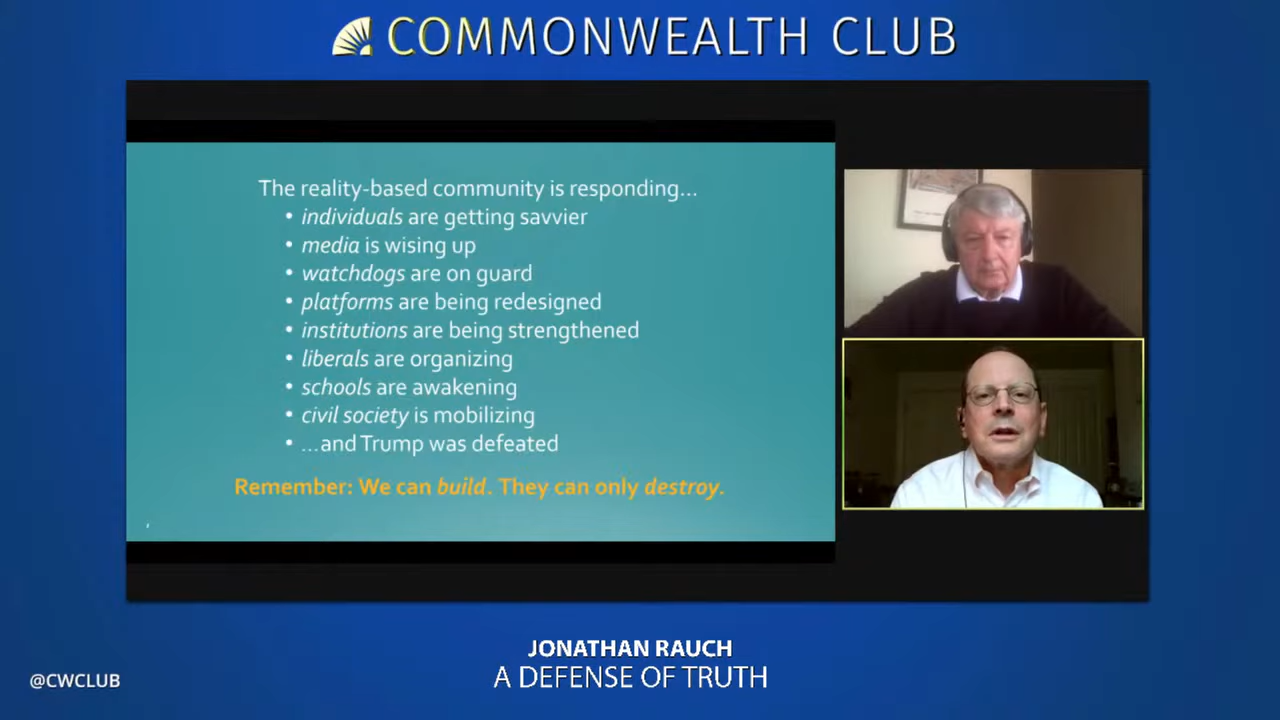 COMMONWEALTH CLUB
The reality-based community is responding...
• individuals are getting savvier
• media is wising up
• watchdogs are on guard
• platforms are being redesigned
• institutions are being strengthened
• liberals are organizing
• schools are awakening
• civil society is mobilizing
• ...and Trump was defeated
Remember: We can build. They can only destroy.
JONATHAN RAUCH
A DEFENSE OF TRUTH
@CWCLUB